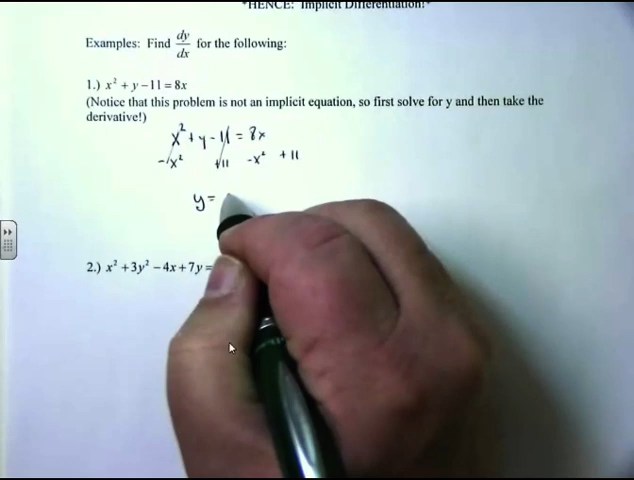 "HENCE: Implicit Differentiation!"
Examples: Find dy/dx for the following:
1.) x² + y − 11 = 8x
(Notice that this problem is not an implicit equation, so first solve for y and then take the
derivative!)
x² + y - 11 = 8x
-x² +11 -x² +11
y =
2.) x² + 3y² − 4x + 7y =